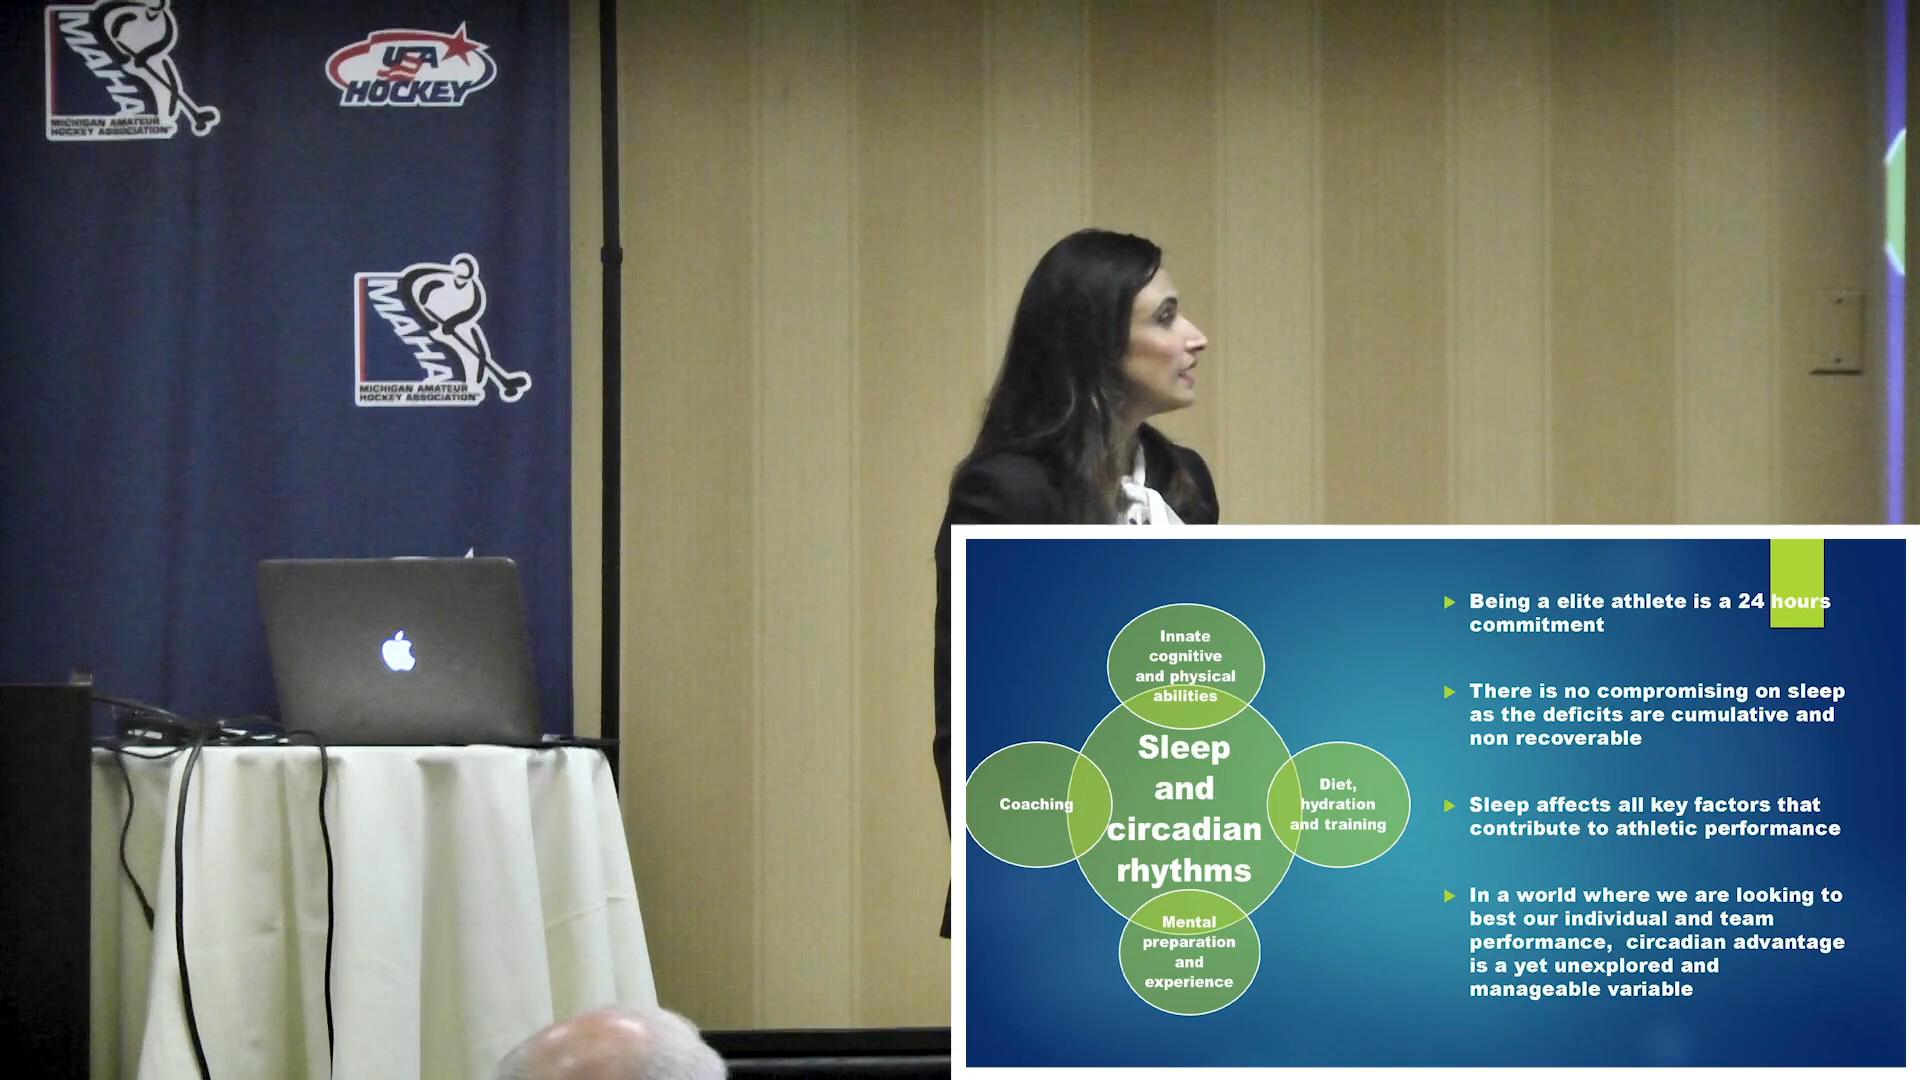 MAHA
MICHIGAN AMATEUR
HOCKEY ASSOCIATION
USA
HOCKEY
MAHA
MICHIGAN AMATEUR
HOCKEY ASSOCIATION
Innate
cognitive
and physical
abilities
Sleep
and
circadian
rhythms
Coaching
Diet,
hydration
and training
Mental
preparation
and
experience
Being a elite athlete is a 24 hours
commitment
There is no compromising on sleep
as the deficits are cumulative and
non recoverable
Sleep affects all key factors that
contribute to athletic performance
In a world where we are looking to
best our individual and team
performance, circadian advantage
is a yet unexplored and
manageable variable